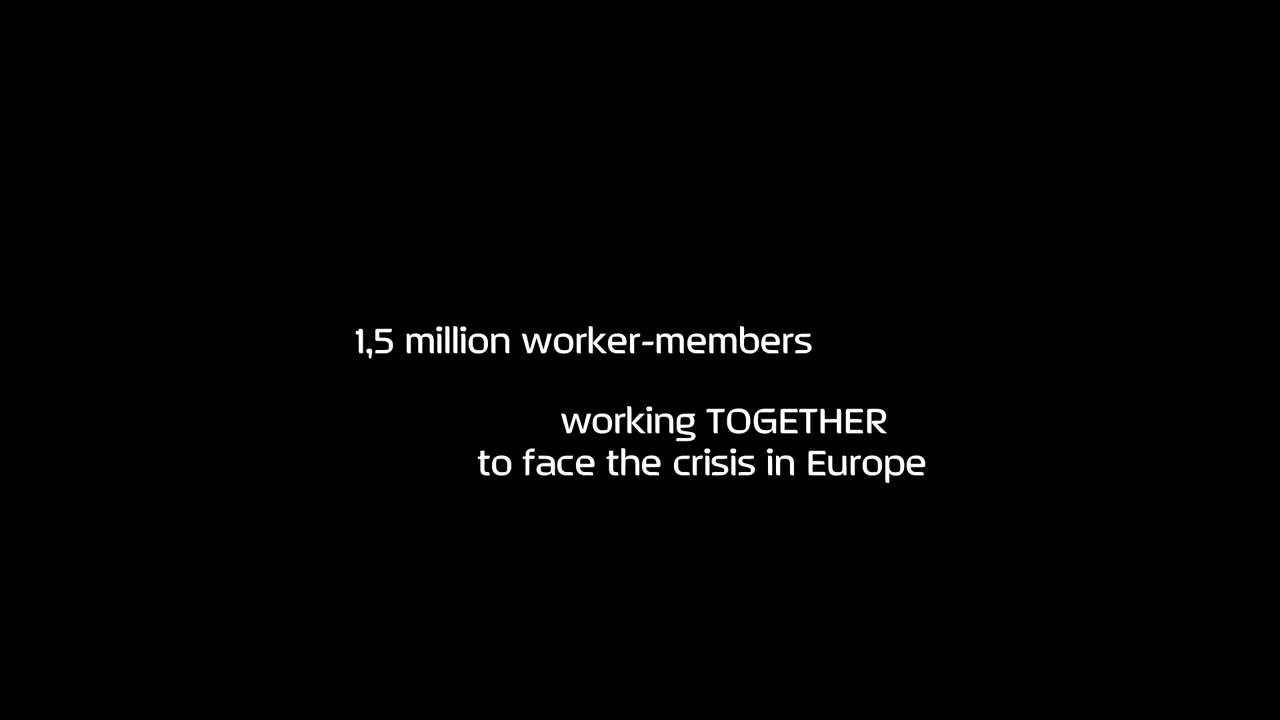 1,5 million worker-members
working TOGETHER
to face the crisis in Europe